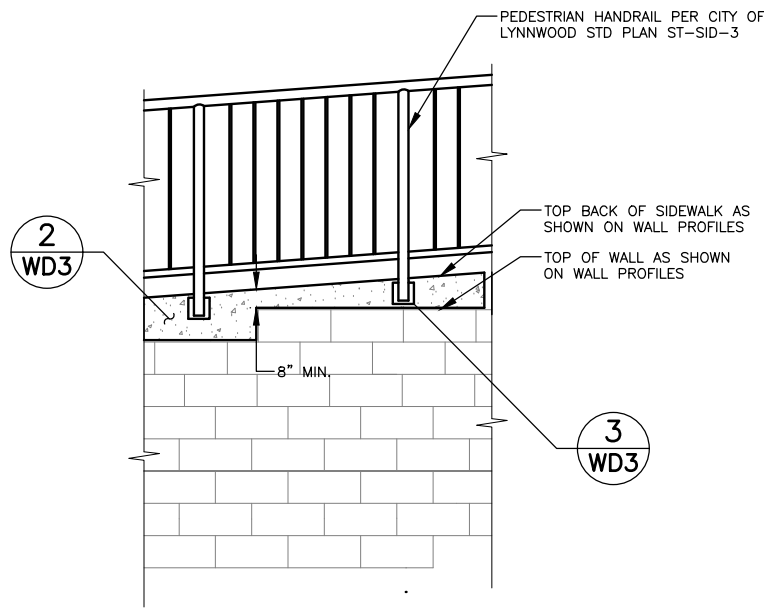 PEDESTRIAN HANDRAIL PER CITY OF
LYNNWOOD STD PLAN ST-SID-3
TOP BACK OF SIDEWALK AS
SHOWN ON WALL PROFILES
2
WD3
TOP OF WALL AS SHOWN
ON WALL PROFILES
8" MIN.
3
WD3